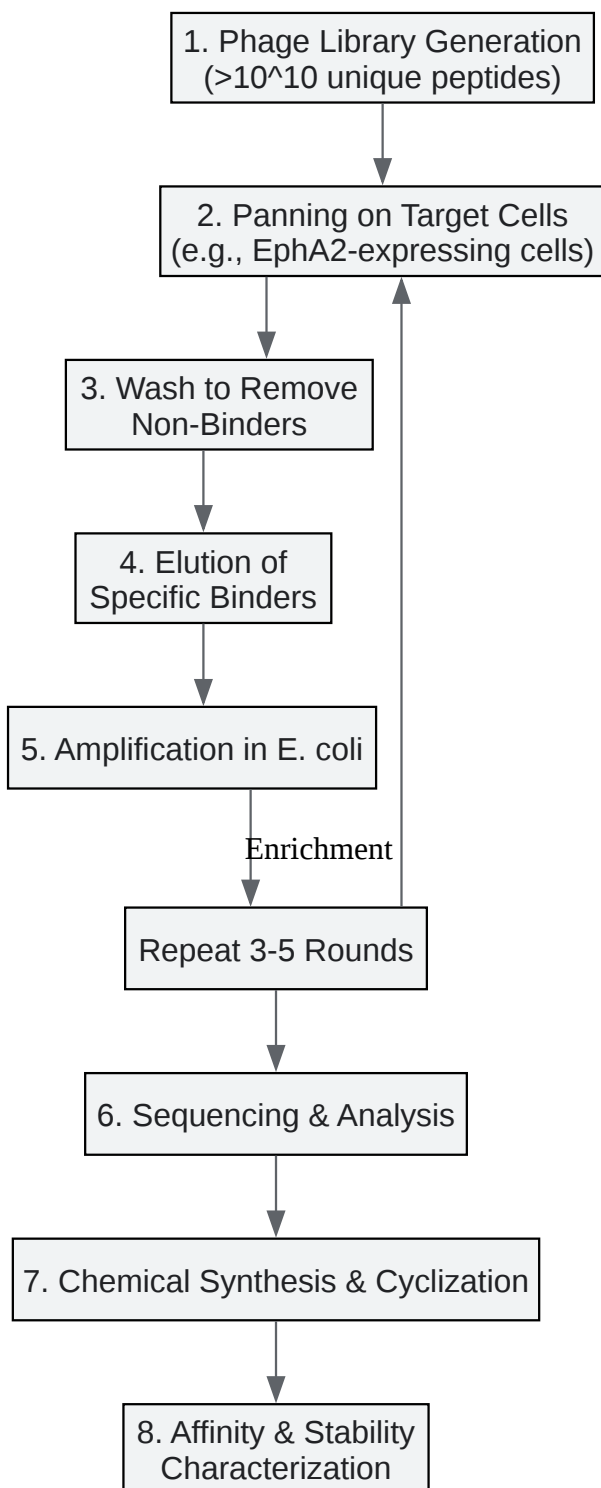 1. Phage Library Generation
(>10^10 unique peptides)
2. Panning on Target Cells
(e.g., EphA2-expressing cells)
3. Wash to Remove
Non-Binders
4. Elution of
Specific Binders
5. Amplification in E. coli
Enrichment
Repeat 3-5 Rounds
6. Sequencing & Analysis
7. Chemical Synthesis & Cyclization
8. Affinity & Stability
Characterization